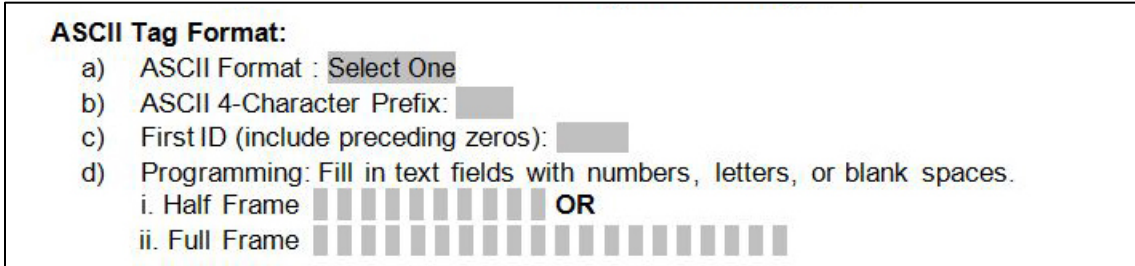 ASCII Tag Format:
a) ASCII Format : Select One
b) ASCII 4-Character Prefix:
c) First ID (include preceding zeros):
d) Programming: Fill in text fields with numbers, letters, or blank spaces.
i. Half Frame OR
ii. Full Frame